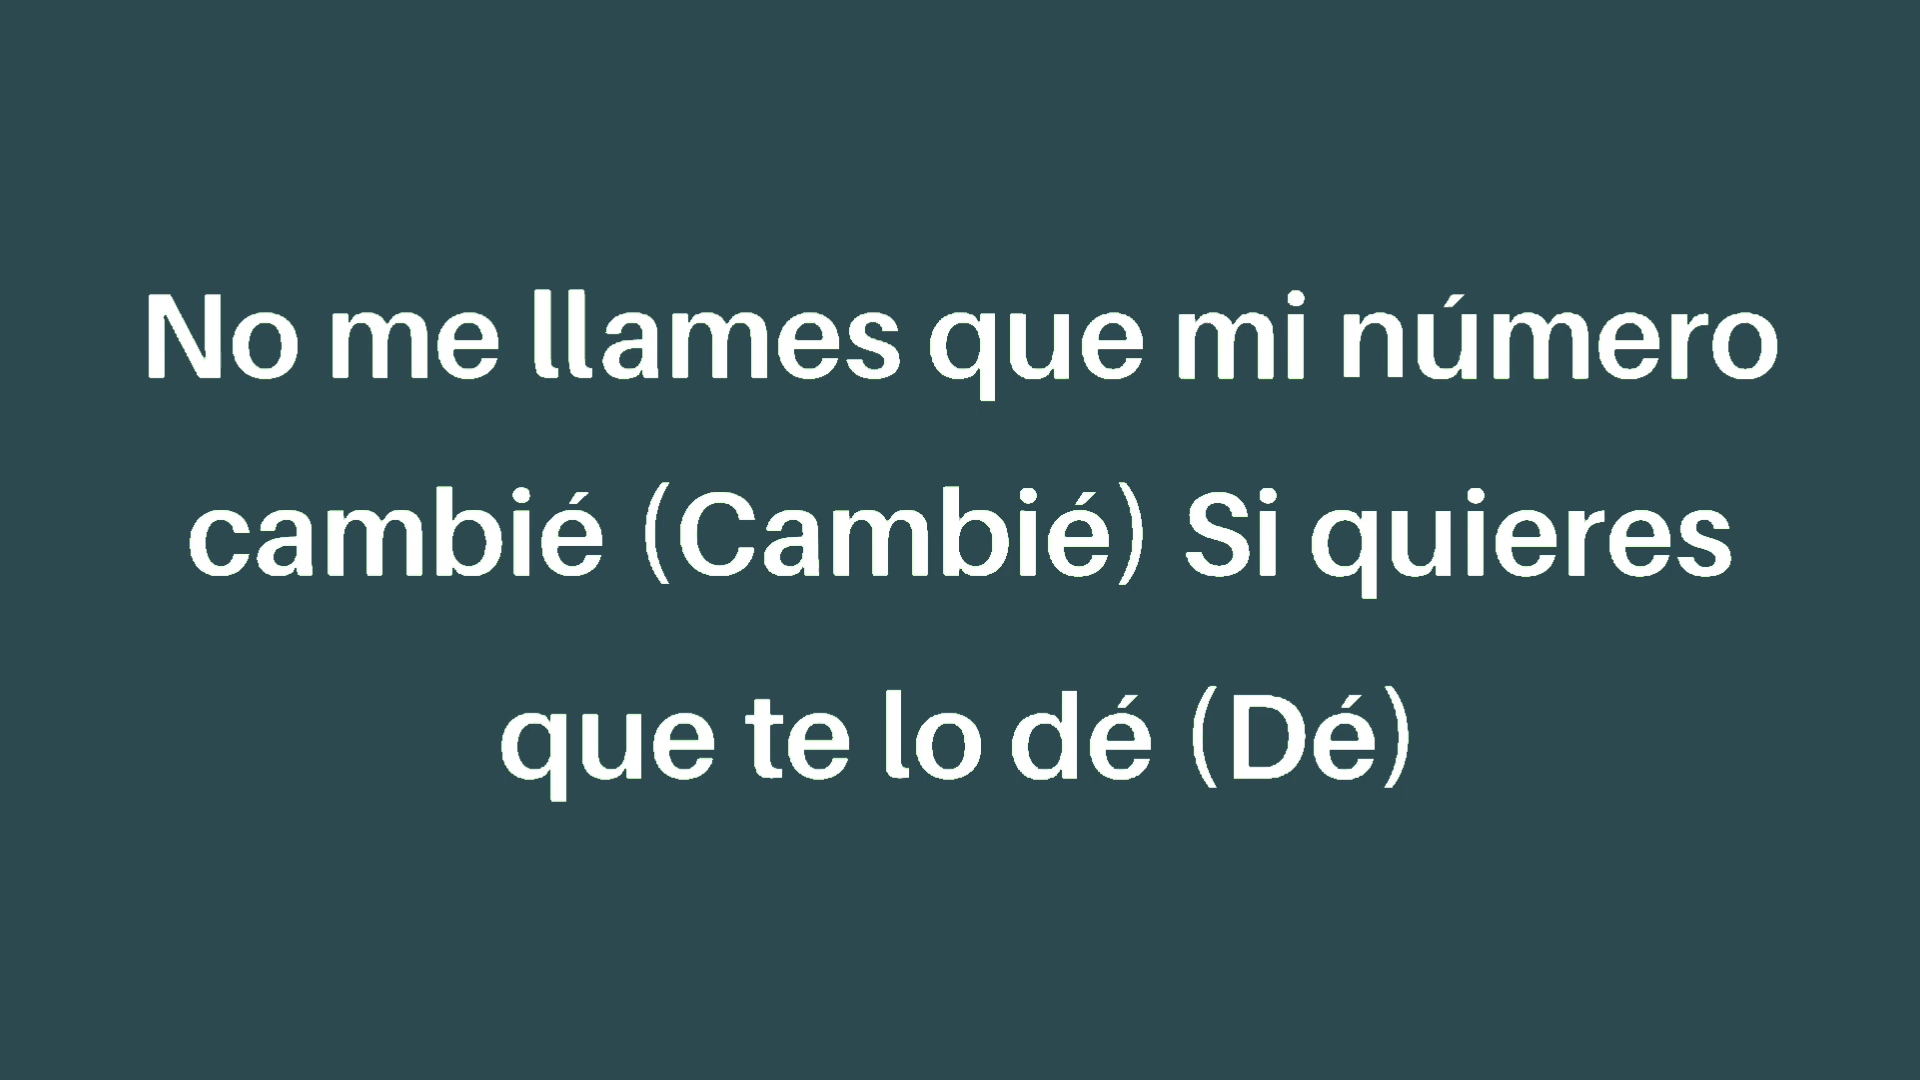 No me llames que mi número
cambié (Cambié) Si quieres
que te lo dé (Dé)